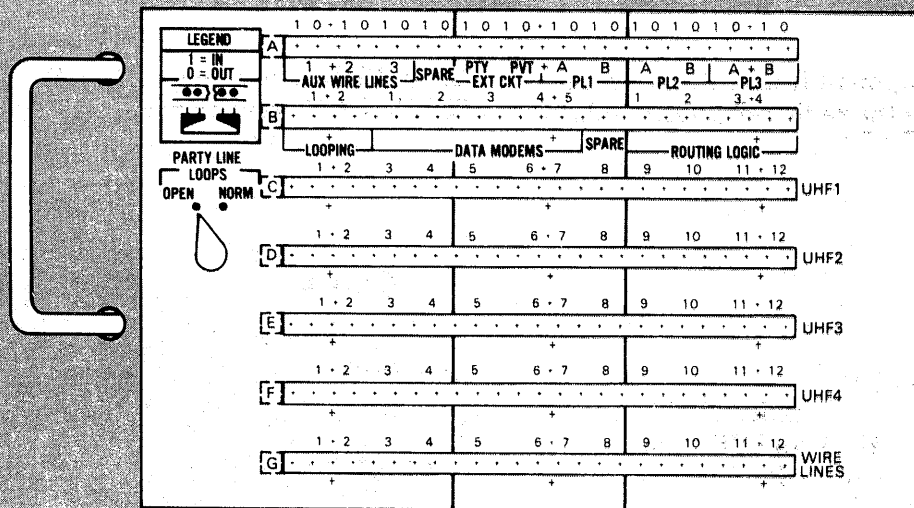 LEGEND
1 = IN
0 = OUT
PARTY LINE
LOOPS
OPEN NORM
1 0 + 1 0 1 0 1 0 1 0 1 0 1 0 + 1 0 1 0 1 0 1 0 1 0 + 1 0
A
1 + 2 3 SPARE PTY PVT + A B A B A + B
AUX WIRE LINES EXT CKT PL1 PL2 PL3
1 + 2 1 2 3 4 + 5 1 2 3 + 4
B
LOOPING DATA MODEMS SPARE ROUTING LOGIC
1 + 2 3 4 5 6 + 7 8 9 10 11 + 12
C UHF1
1 + 2 3 4 5 6 + 7 8 9 10 11 + 12
D UHF2
1 + 2 3 4 5 6 + 7 8 9 10 11 + 12
E UHF3
1 + 2 3 4 5 6 + 7 8 9 10 11 + 12
F UHF4
1 + 2 3 4 5 6 + 7 8 9 10 11 + 12
G WIRE
LINES